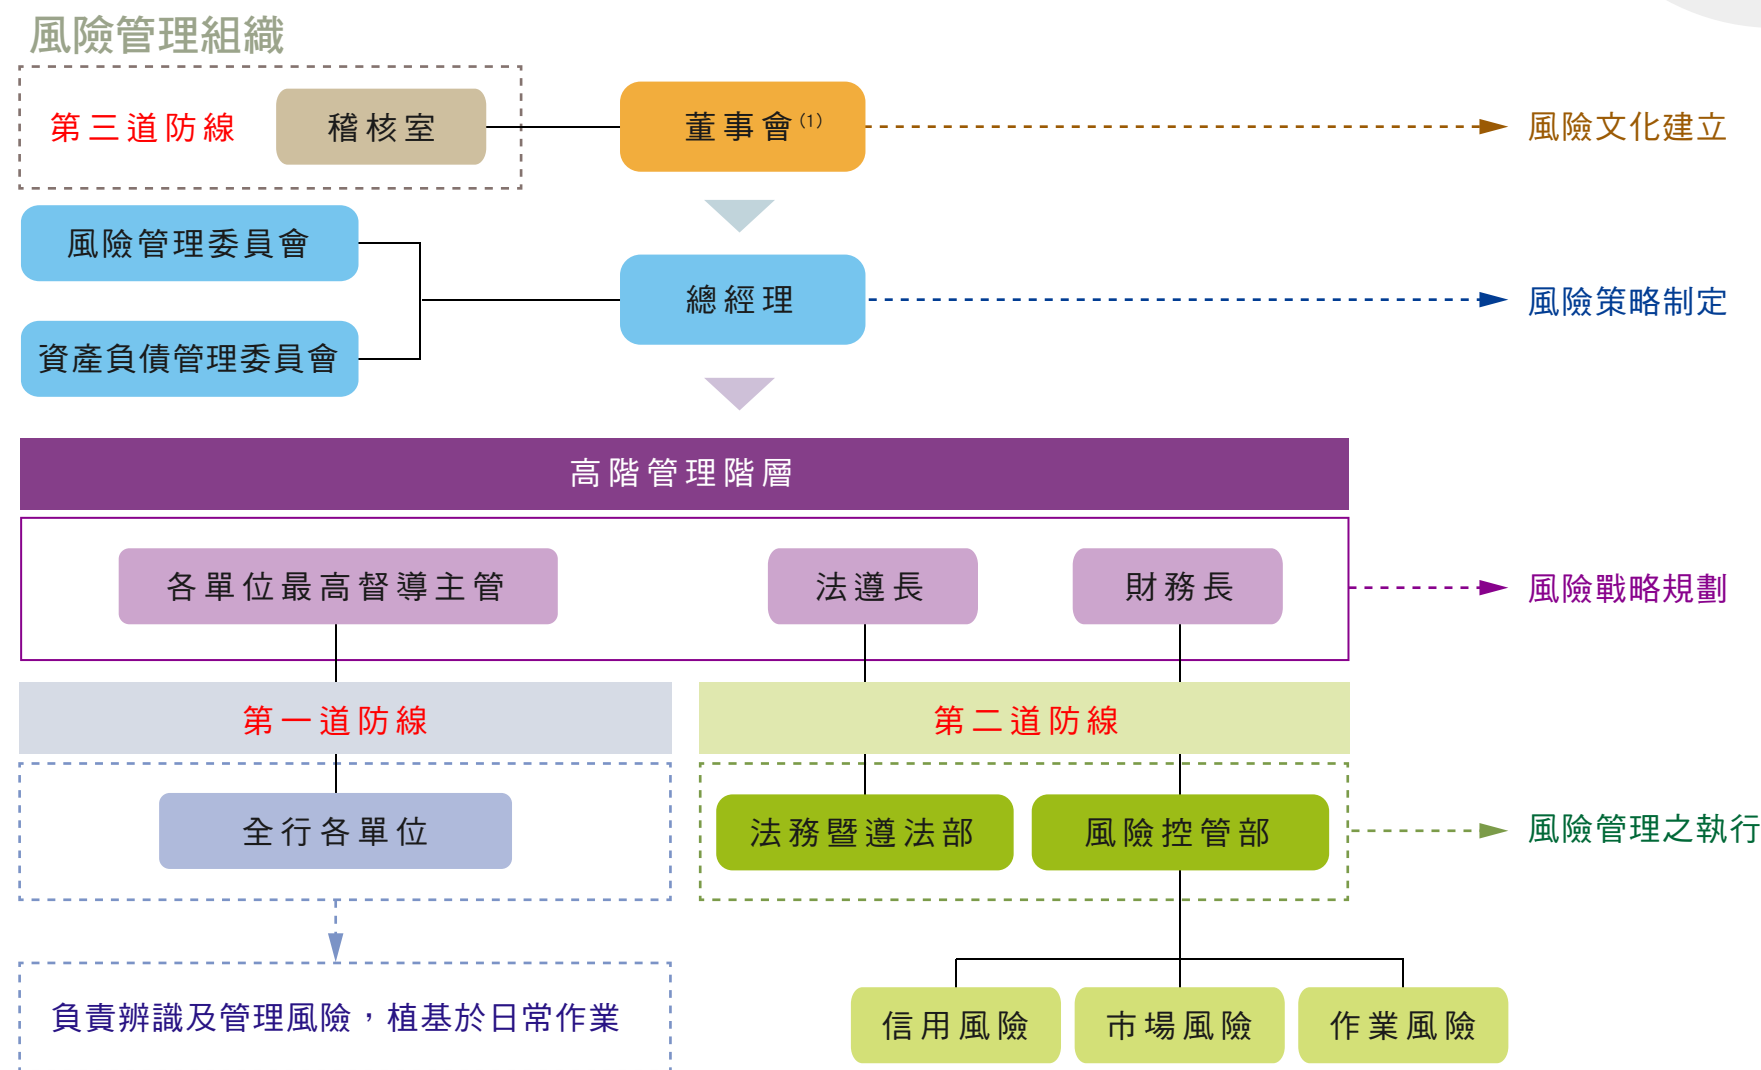 風險管理組織
第三道防線
稽核室
董事會(1)
風險文化建立
風險管理委員會
總經理
風險策略制定
資產負債管理委員會
高階管理階層
各單位最高督導主管
法遵長
財務長
風險戰略規劃
第一道防線
第二道防線
全行各單位
法務暨遵法部
風險控管部
風險管理之執行
負責辨識及管理風險，植基於日常作業
信用風險
市場風險
作業風險